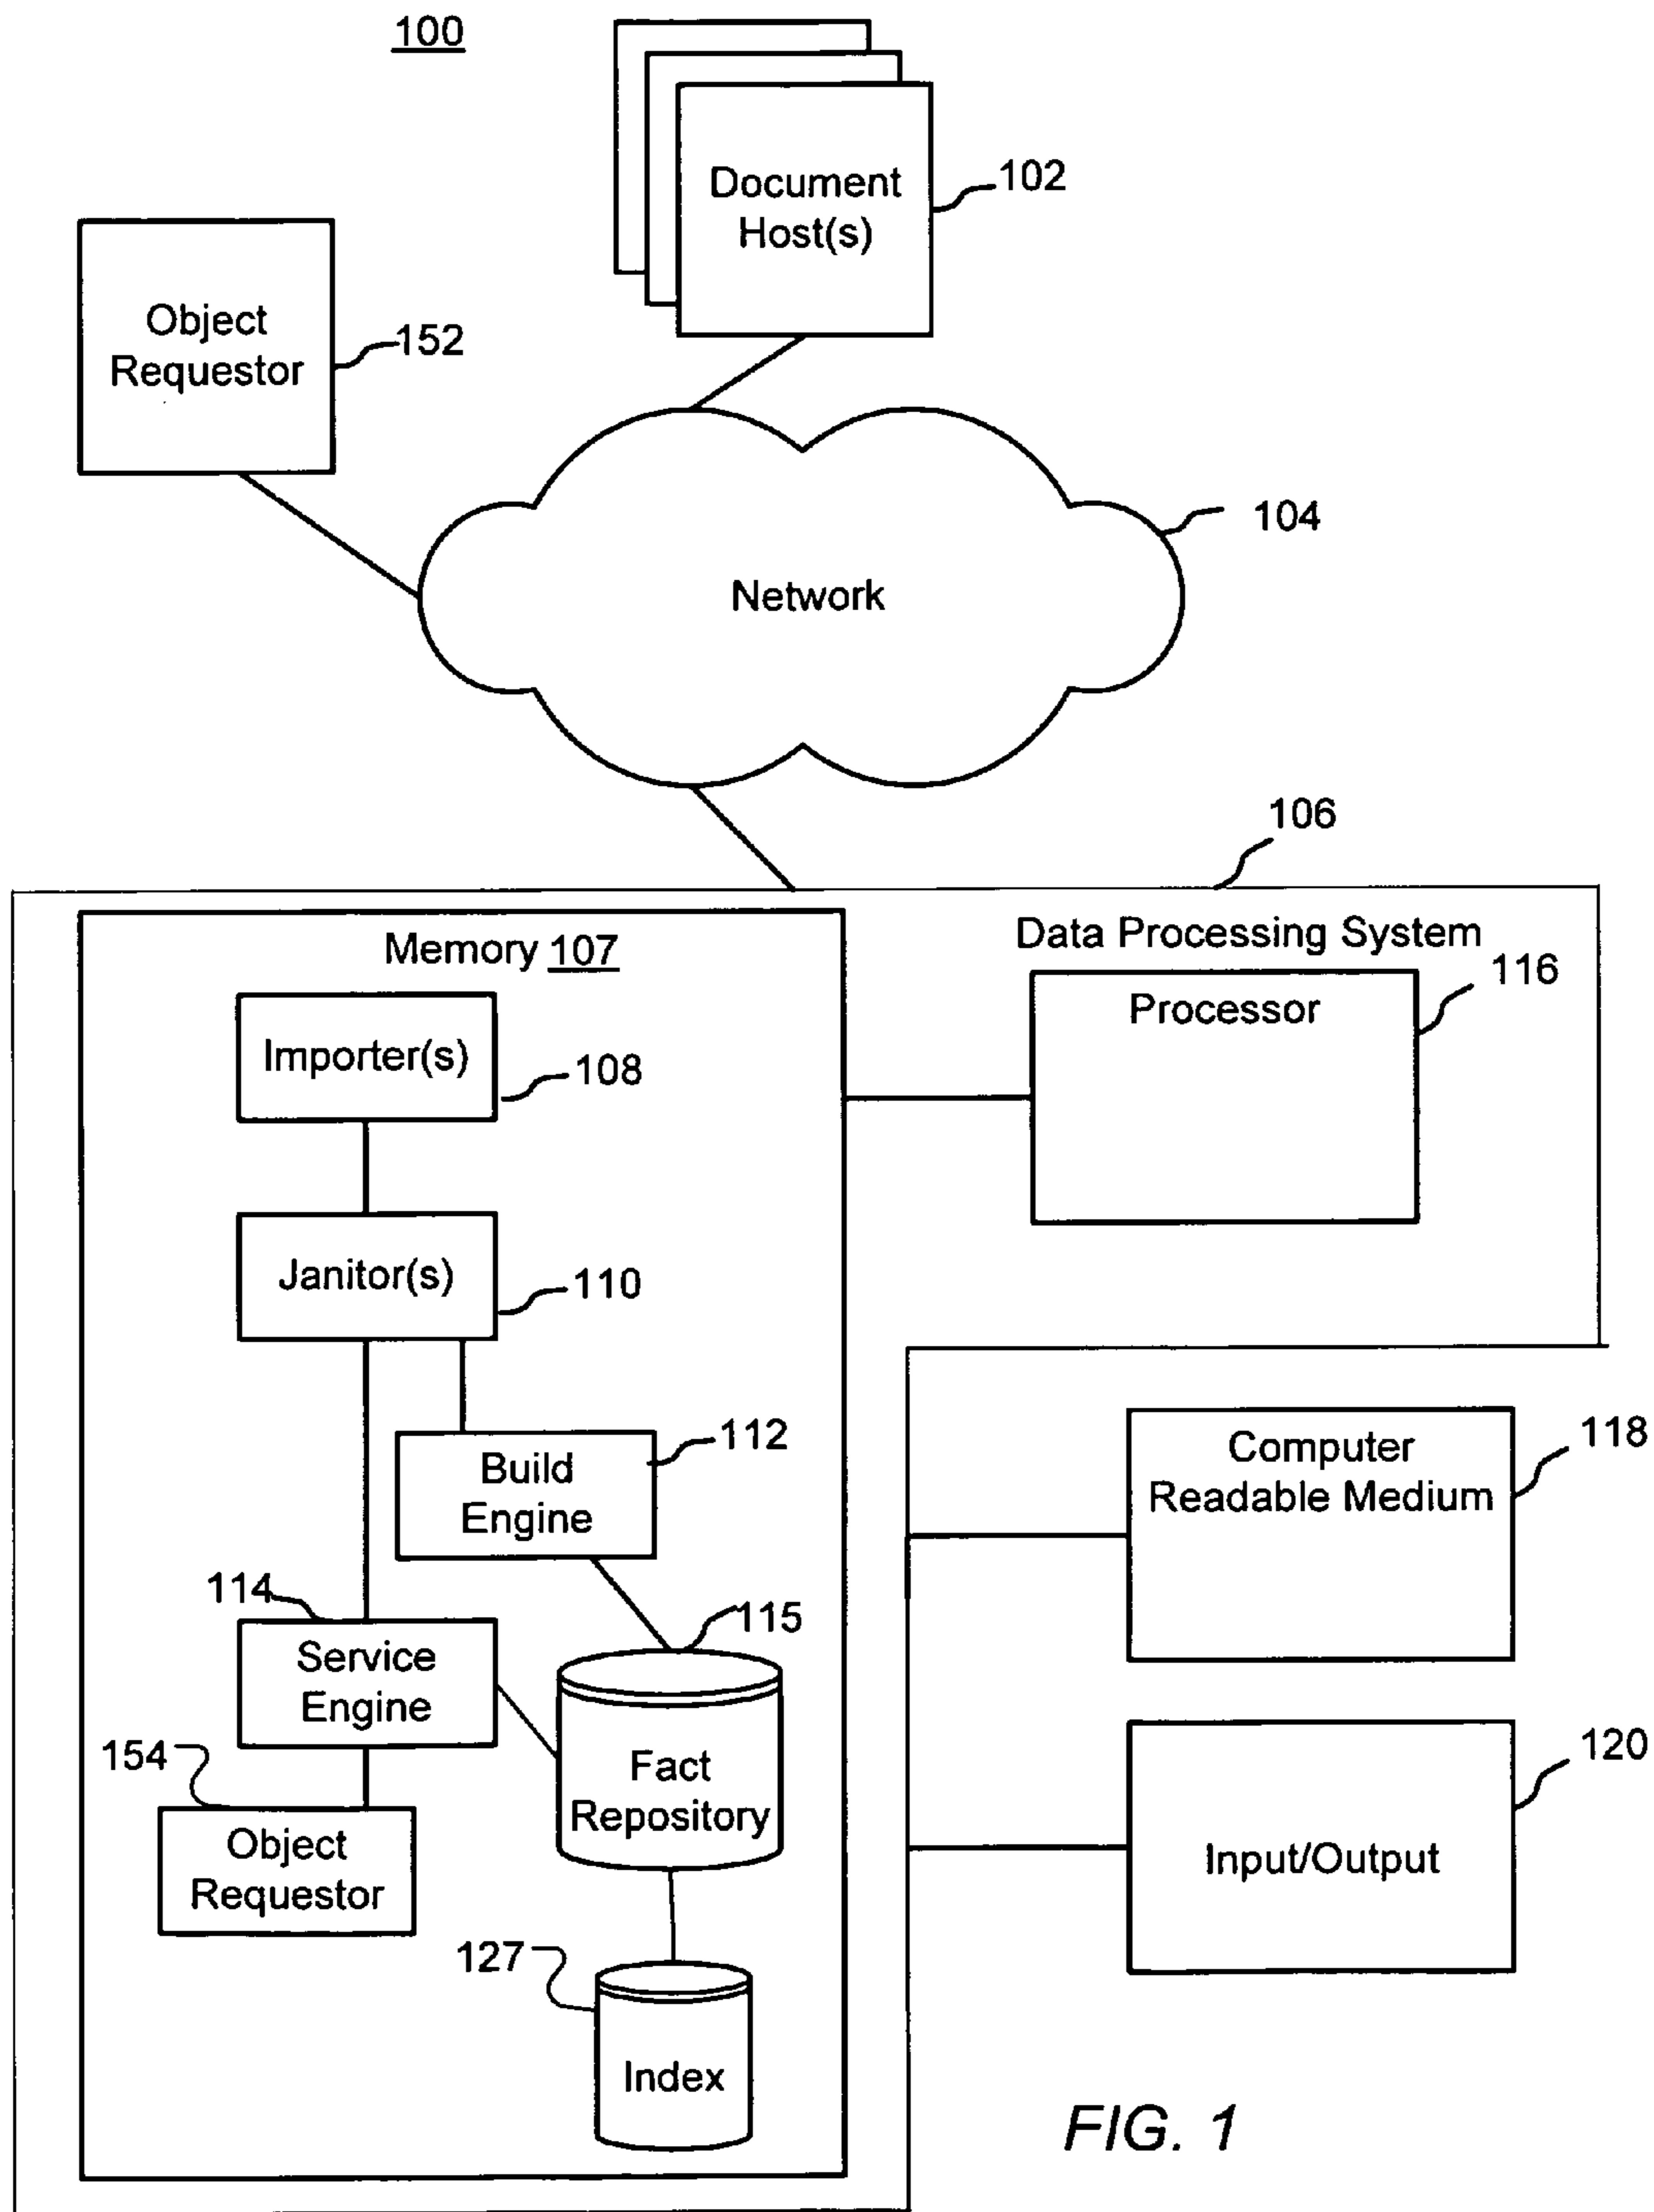 100
Document
Host(s)
102
Object
Requestor
152
104
Network
106
Memory 107
Data Processing System
Processor
116
Importer(s)
108
Janitor(s)
110
Build
Engine
112
Computer
Readable Medium
118
114
Service
Engine
115
Fact
Repository
154
Object
Requestor
Input/Output
120
127
Index
FIG. 1